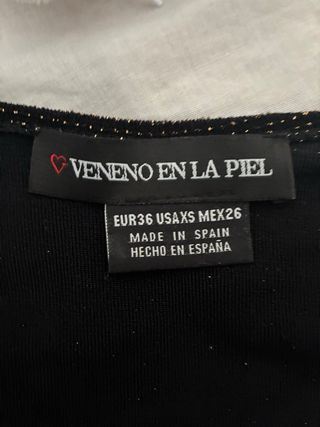 VENENO EN LA PIEL
EUR36 USAXS MEX26
MADE IN SPAIN
HECHO EN ESPAÑA